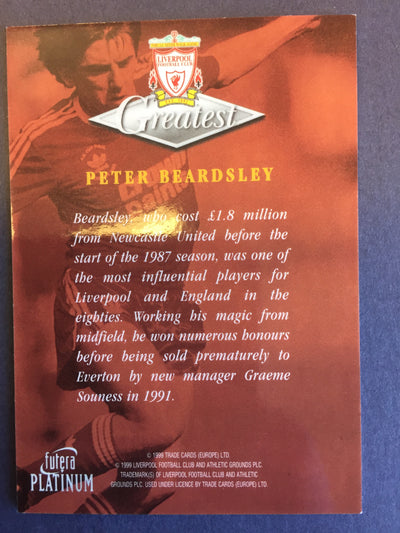 LIVERPOOL
FOOTBALL CLUB
Greatest
PETER BEARDSLEY
Beardsley, who cost £1.8 million
from Newcastle United before the
start of the 1987 season, was one of
the most influential players for
Liverpool and England in the
eighties. Working his magic from
midfield, he won numerous honours
before being sold prematurely to
Everton by new manager Graeme
Souness in 1991.
futera
PLATINUM
© 1999 TRADE CARDS (EUROPE) LTD.
© 1999 LIVERPOOL FOOTBALL CLUB AND ATHLETIC GROUNDS PLC.
TRADEMARK(S) OF LIVERPOOL FOOTBALL CLUB AND ATHLETIC
GROUNDS PLC. USED UNDER LICENCE BY TRADE CARDS (EUROPE) LTD.